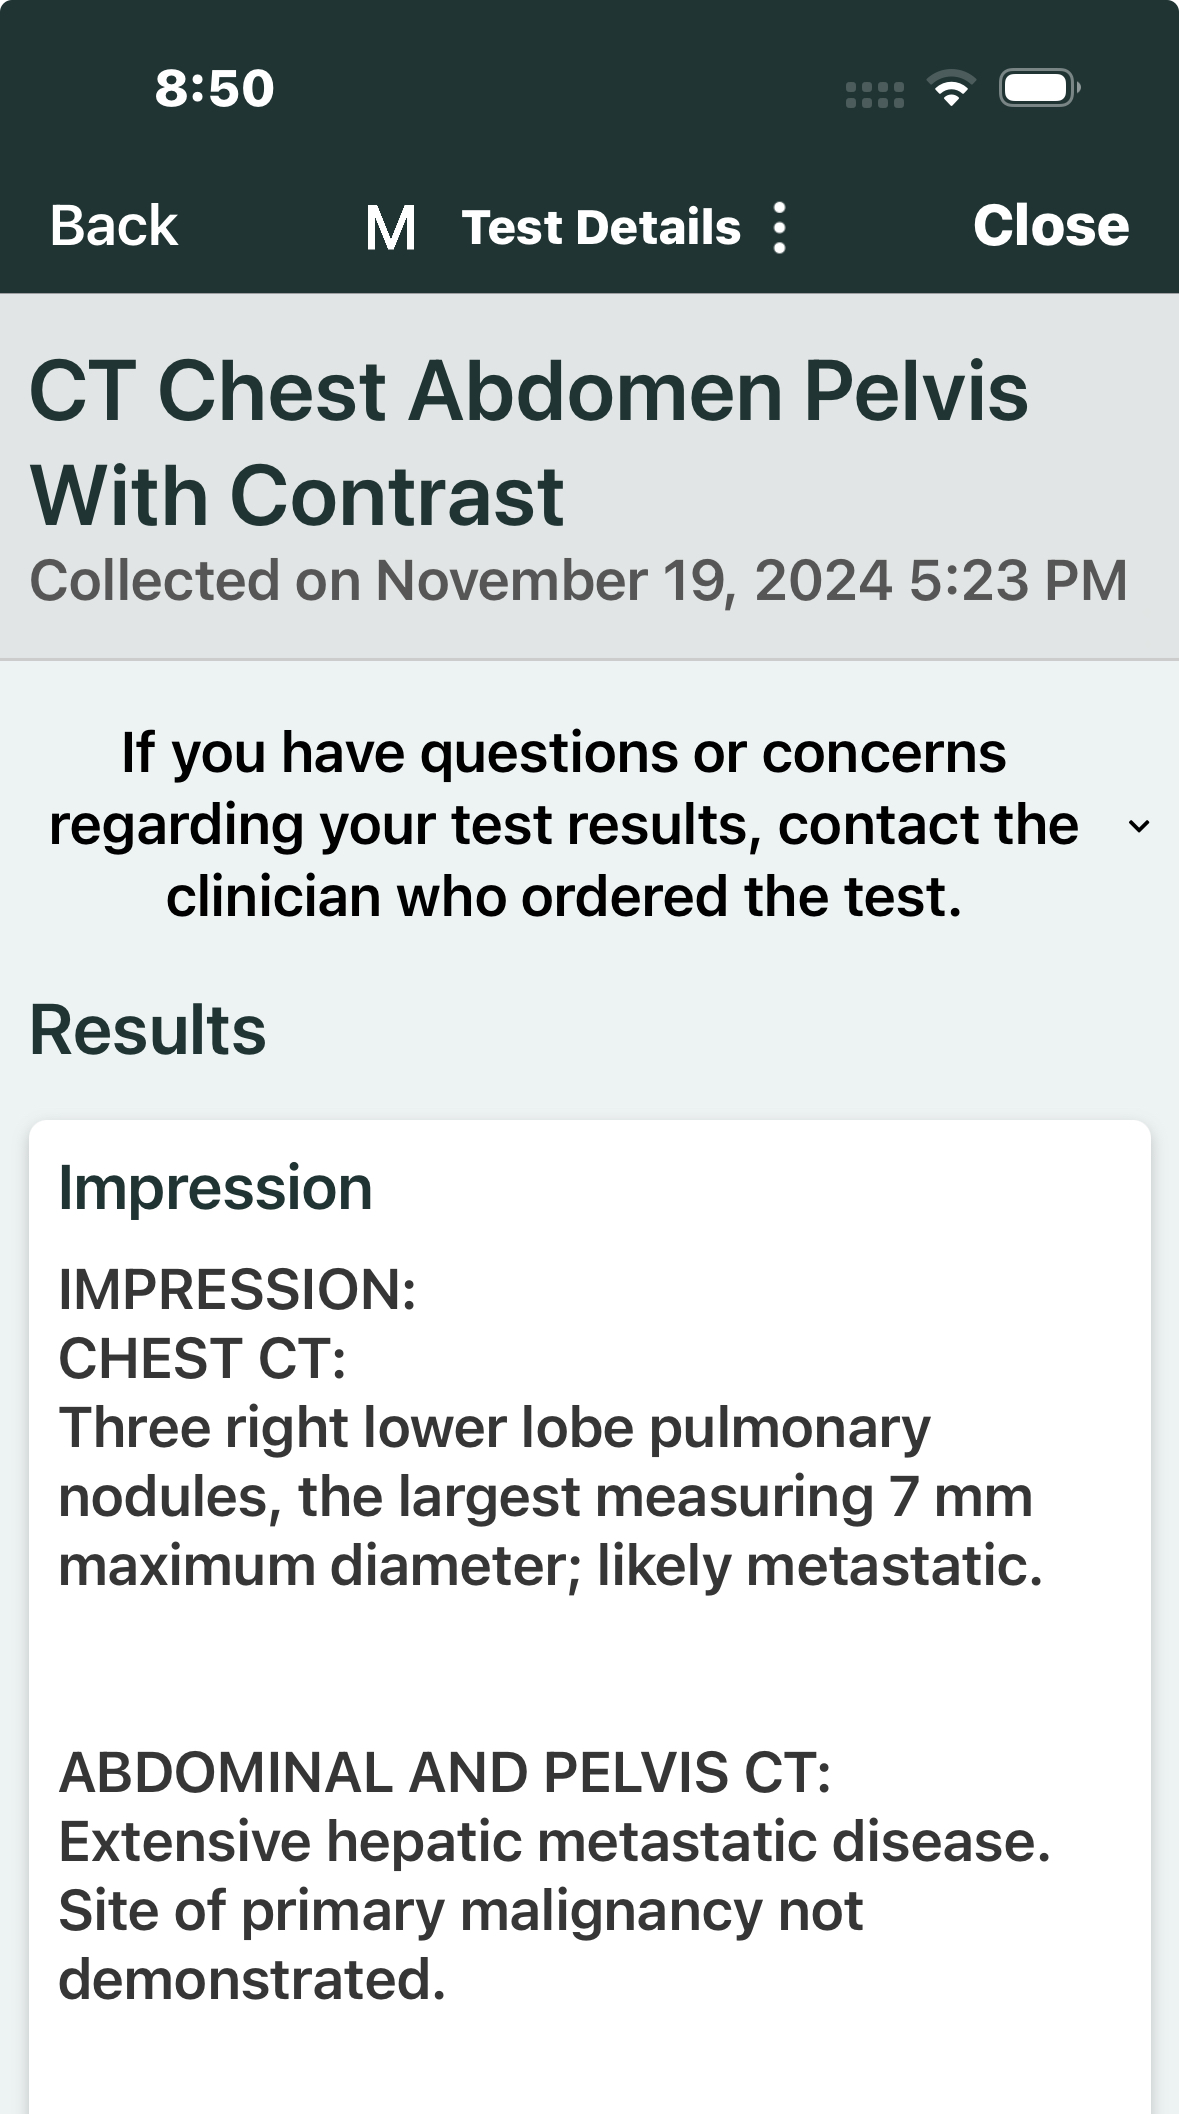 8:50
Back M Test Details Close
CT Chest Abdomen Pelvis
With Contrast
Collected on November 19, 2024 5:23 PM
If you have questions or concerns
regarding your test results, contact the
clinician who ordered the test.
Results
Impression
IMPRESSION:
CHEST CT:
Three right lower lobe pulmonary
nodules, the largest measuring 7 mm
maximum diameter; likely metastatic.
ABDOMINAL AND PELVIS CT:
Extensive hepatic metastatic disease.
Site of primary malignancy not
demonstrated.